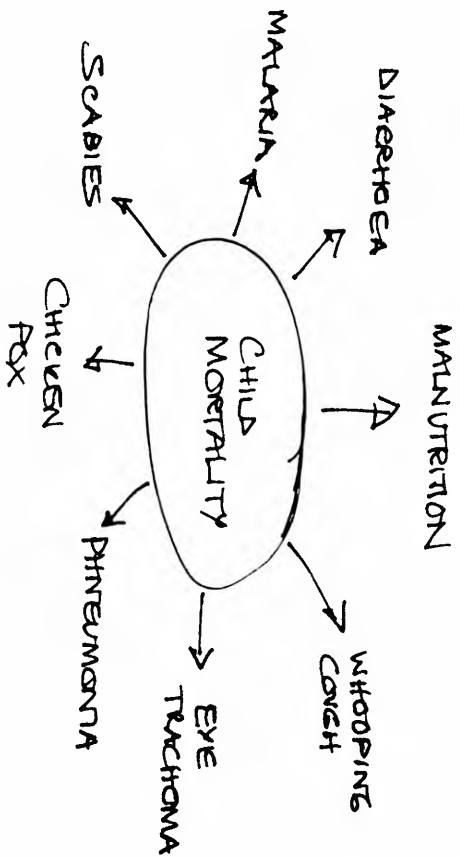 CHILD
MORTALITY
MALNUTRITION
WHOOPING
COUGH
EYE
TRACHOMA
PHNEUMONIA
CHICKEN
POX
SCABIES
MALARIA
DIARRHOEA